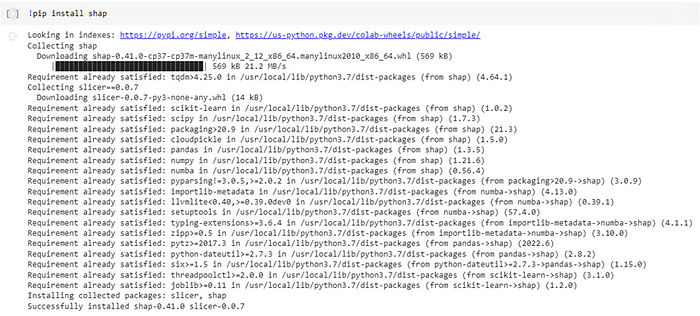 [ ] !pip install shap
Looking in indexes: https://pypi.org/simple, https://us-python.pkg.dev/colab-wheels/public/simple/
Collecting shap
Downloading shap-0.41.0-cp37-cp37m-manylinux_2_12_x86_64.manylinux2010_x86_64.whl (569 kB)
| 569 kB 21.2 MB/s
Requirement already satisfied: tqdm>4.25.0 in /usr/local/lib/python3.7/dist-packages (from shap) (4.64.1)
Collecting slicer==0.0.7
Downloading slicer-0.0.7-py3-none-any.whl (14 kB)
Requirement already satisfied: scikit-learn in /usr/local/lib/python3.7/dist-packages (from shap) (1.0.2)
Requirement already satisfied: scipy in /usr/local/lib/python3.7/dist-packages (from shap) (1.7.3)
Requirement already satisfied: packaging>20.9 in /usr/local/lib/python3.7/dist-packages (from shap) (21.3)
Requirement already satisfied: cloudpickle in /usr/local/lib/python3.7/dist-packages (from shap) (1.5.0)
Requirement already satisfied: pandas in /usr/local/lib/python3.7/dist-packages (from shap) (1.3.5)
Requirement already satisfied: numpy in /usr/local/lib/python3.7/dist-packages (from shap) (1.21.6)
Requirement already satisfied: numba in /usr/local/lib/python3.7/dist-packages (from shap) (0.56.4)
Requirement already satisfied: pyparsing!=3.0.5,>=2.0.2 in /usr/local/lib/python3.7/dist-packages (from packaging>20.9->shap) (3.0.9)
Requirement already satisfied: importlib-metadata in /usr/local/lib/python3.7/dist-packages (from numba->shap) (4.13.0)
Requirement already satisfied: llvmlite<0.40,>=0.39.0dev0 in /usr/local/lib/python3.7/dist-packages (from numba->shap) (0.39.1)
Requirement already satisfied: setuptools in /usr/local/lib/python3.7/dist-packages (from numba->shap) (57.4.0)
Requirement already satisfied: typing-extensions>=3.6.4 in /usr/local/lib/python3.7/dist-packages (from importlib-metadata->numba->shap) (4.1.1)
Requirement already satisfied: zipp>=0.5 in /usr/local/lib/python3.7/dist-packages (from importlib-metadata->numba->shap) (3.10.0)
Requirement already satisfied: pytz>=2017.3 in /usr/local/lib/python3.7/dist-packages (from pandas->shap) (2022.6)
Requirement already satisfied: python-dateutil>=2.7.3 in /usr/local/lib/python3.7/dist-packages (from pandas->shap) (2.8.2)
Requirement already satisfied: six>=1.5 in /usr/local/lib/python3.7/dist-packages (from python-dateutil>=2.7.3->pandas->shap) (1.15.0)
Requirement already satisfied: threadpoolctl>=2.0.0 in /usr/local/lib/python3.7/dist-packages (from scikit-learn->shap) (3.1.0)
Requirement already satisfied: joblib>=0.11 in /usr/local/lib/python3.7/dist-packages (from scikit-learn->shap) (1.2.0)
Installing collected packages: slicer, shap
Successfully installed shap-0.41.0 slicer-0.0.7